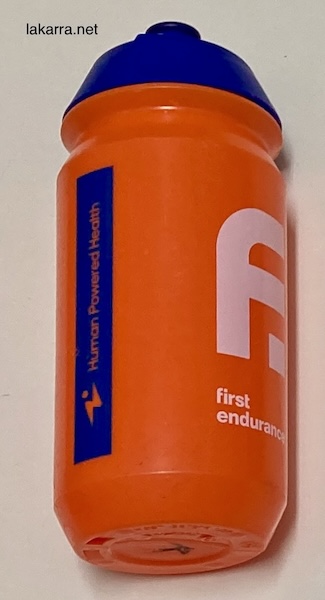 lakarra.net
Human Powered Health
first
endurance